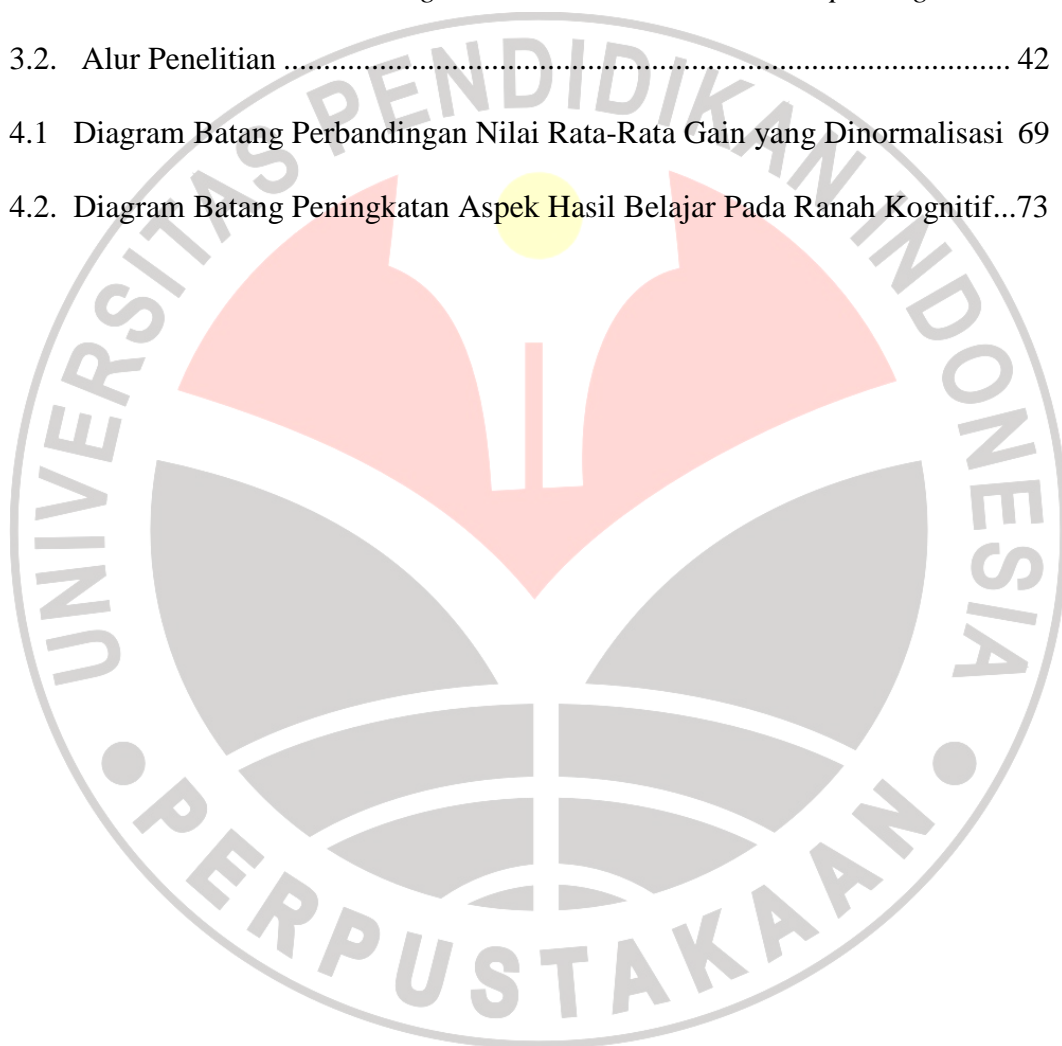 3.2. Alur Penelitian ......................................................................................... 42
4.1 Diagram Batang Perbandingan Nilai Rata-Rata Gain yang Dinormalisasi 69
4.2. Diagram Batang Peningkatan Aspek Hasil Belajar Pada Ranah Kognitif...73
UNIVERSITAS PENDIDIKAN INDONESIA
PERPUSTAKAAN